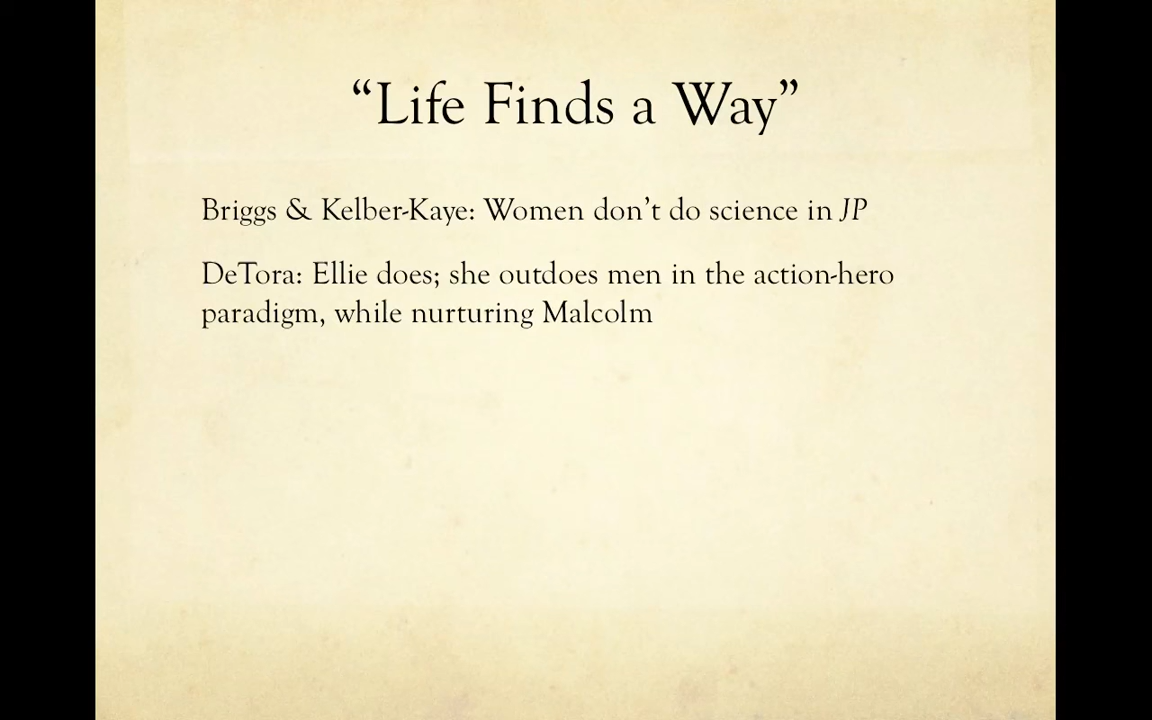 “Life Finds a Way”
Briggs & Kelber-Kaye: Women don’t do science in JP
DeTora: Ellie does; she outdoes men in the action-hero
paradigm, while nurturing Malcolm